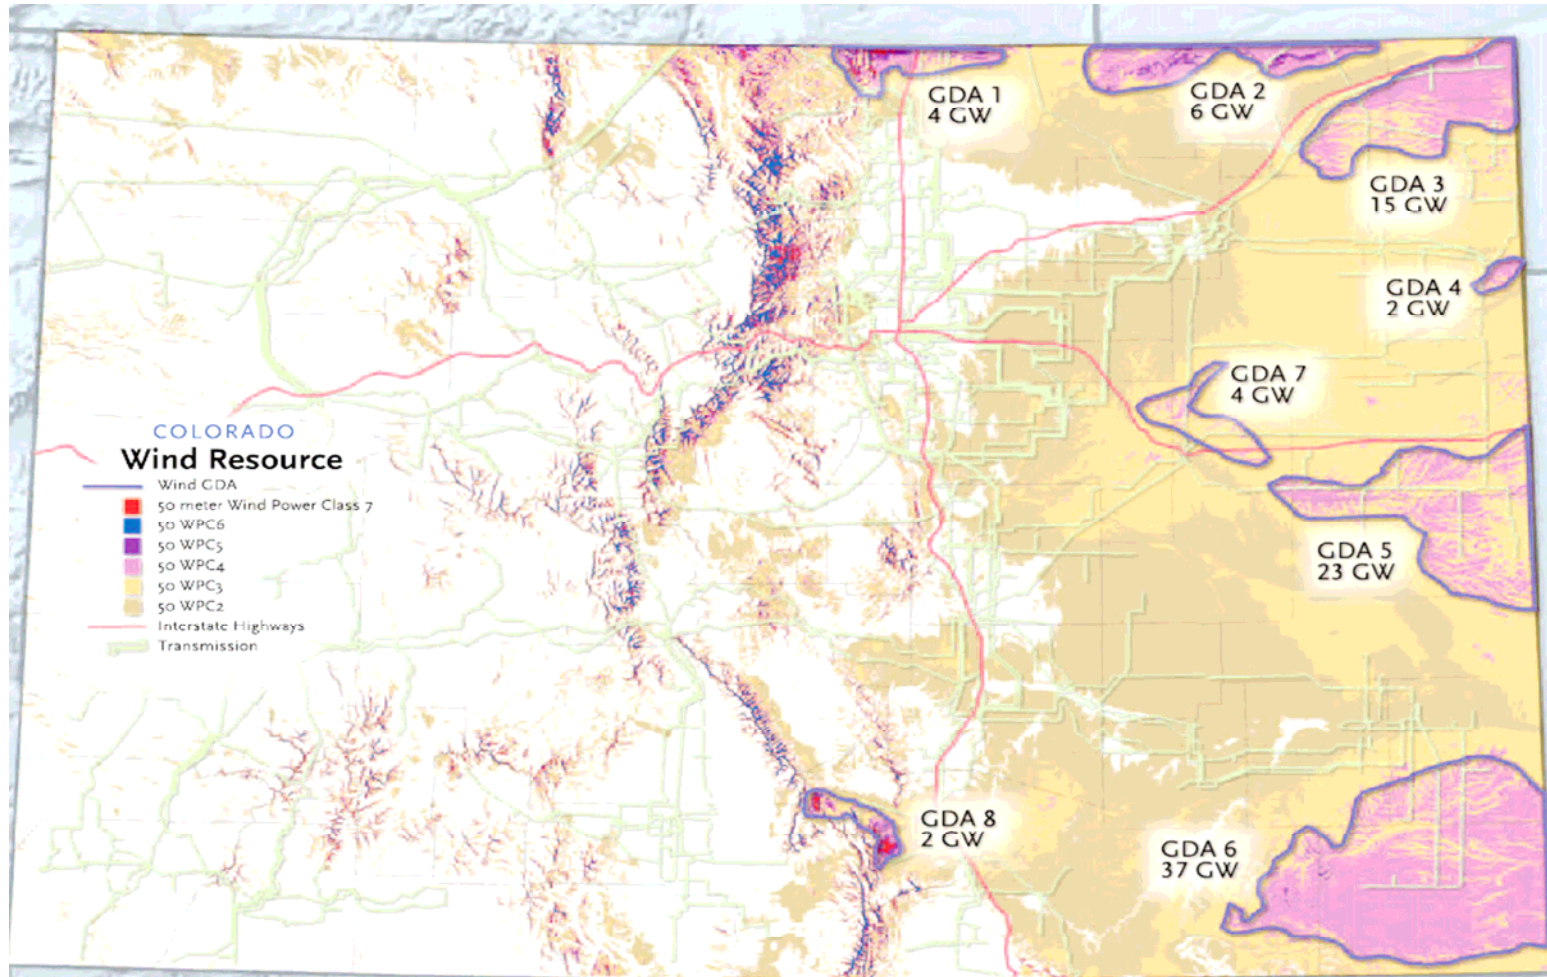 GDA 1
4 GW
GDA 2
6 GW
GDA 3
15 GW
GDA 4
2 GW
GDA 7
4 GW
COLORADO
Wind Resource
Wind GDA
50 meter Wind Power Class 7
50 WPC6
50 WPC5
50 WPC4
50 WPC3
50 WPC2
Interstate Highways
Transmission
GDA 5
23 GW
GDA 8
2 GW
GDA 6
37 GW